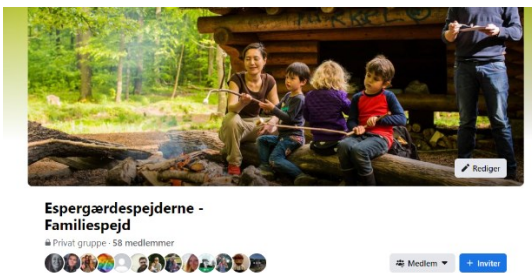 Rediger
Espergærdespejderne -
Familiespejd
Privat gruppe · 58 medlemmer
Medlem
+ Inviter